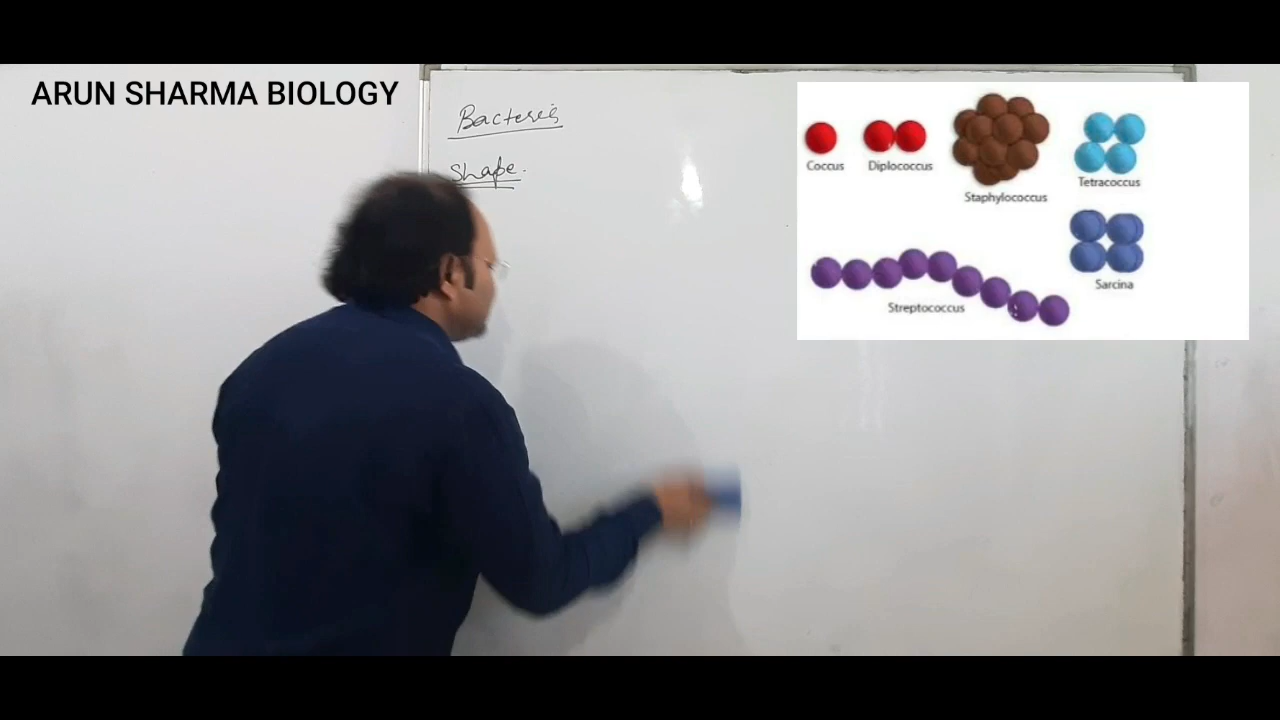 ARUN SHARMA BIOLOGY
Bacteria
Shape.
Coccus
Diplococcus
Staphylococcus
Tetracoccus
Sarcina
Streptococcus